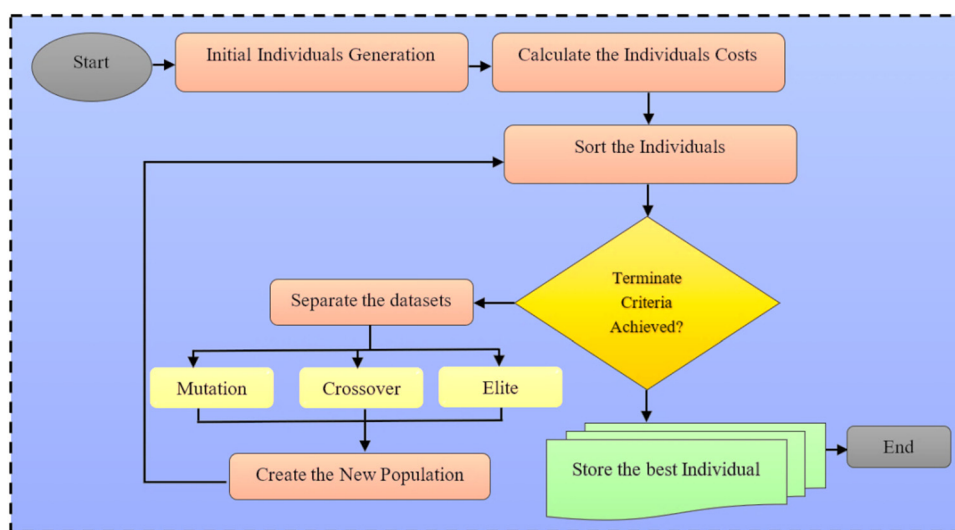 Start
Initial Individuals Generation
Calculate the Individuals Costs
Sort the Individuals
Terminate
Criteria
Achieved?
Separate the datasets
Mutation
Crossover
Elite
Create the New Population
Store the best Individual
End